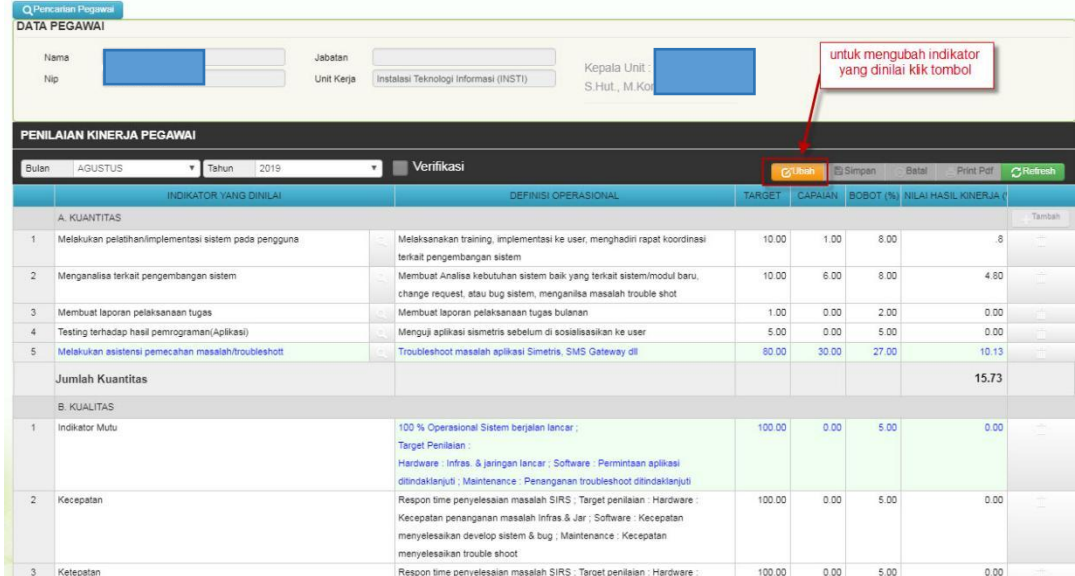 Pencarian Pegawai
DATA PEGAWAI
Nama
Jabatan
Nip
Unit Kerja
Instalasi Teknologi Informasi (INSTI)
Kepala Unit :
S.Hut., M.Kom
untuk mengubah indikator
yang dinilai klik tombol
PENILAIAN KINERJA PEGAWAI
Bulan AGUSTUS Tahun 2019 Verifikasi Ubah Simpan Batal Print Pdf Refresh
INDIKATOR YANG DINILAI DEFINISI OPERASIONAL TARGET CAPAIAN BOBOT (%) NILAI HASIL KINERJA (
A. KUANTITAS Tambah
1 Melakukan pelatihan/implementasi sistem pada pengguna Melaksanakan training, implementasi ke user, menghadiri rapat koordinasi 10.00 1.00 8.00 .8
terkait pengembangan sistem
2 Menganalisa terkait pengembangan sistem Membuat Analisa kebutuhan sistem baik yang terkait sistem/modul baru, 10.00 6.00 8.00 4.80
change request, atau bug sistem, menganilsa masalah trouble shot
3 Membuat laporan pelaksanaan tugas Membuat laporan pelaksanaan tugas bulanan 1.00 0.00 2.00 0.00
4 Testing terhadap hasil pemrograman(Aplikasi) Menguji aplikasi sismetris sebelum di sosialisasikan ke user 5.00 0.00 5.00 0.00
5 Melakukan asistensi pemecahan masalah/troubleshott Troubleshoot masalah aplikasi Simetris, SMS Gateway dll 80.00 30.00 27.00 10.13
Jumlah Kuantitas 15.73
B. KUALITAS
1 Indikator Mutu 100 % Operasional Sistem berjalan lancar ; 100.00 0.00 5.00 0.00
Target Penilaian :
Hardware : Infras. & jaringan lancar ; Software : Permintaan aplikasi
ditindaklanjuti ; Maintenance : Penanganan troubleshoot ditindaklanjuti
2 Kecepatan Respon time penyelesaian masalah SIRS ; Target penilaian : Hardware : 100.00 0.00 5.00 0.00
Kecepatan penanganan masalah Infras.& Jar ; Software : Kecepatan
menyelesaikan develop sistem & bug ; Maintenance : Kecepatan
menyelesaikan trouble shoot
3 Ketepatan Respon time penyelesaian masalah SIRS ; Target penilaian : Hardware : 100.00 0.00 5.00 0.00